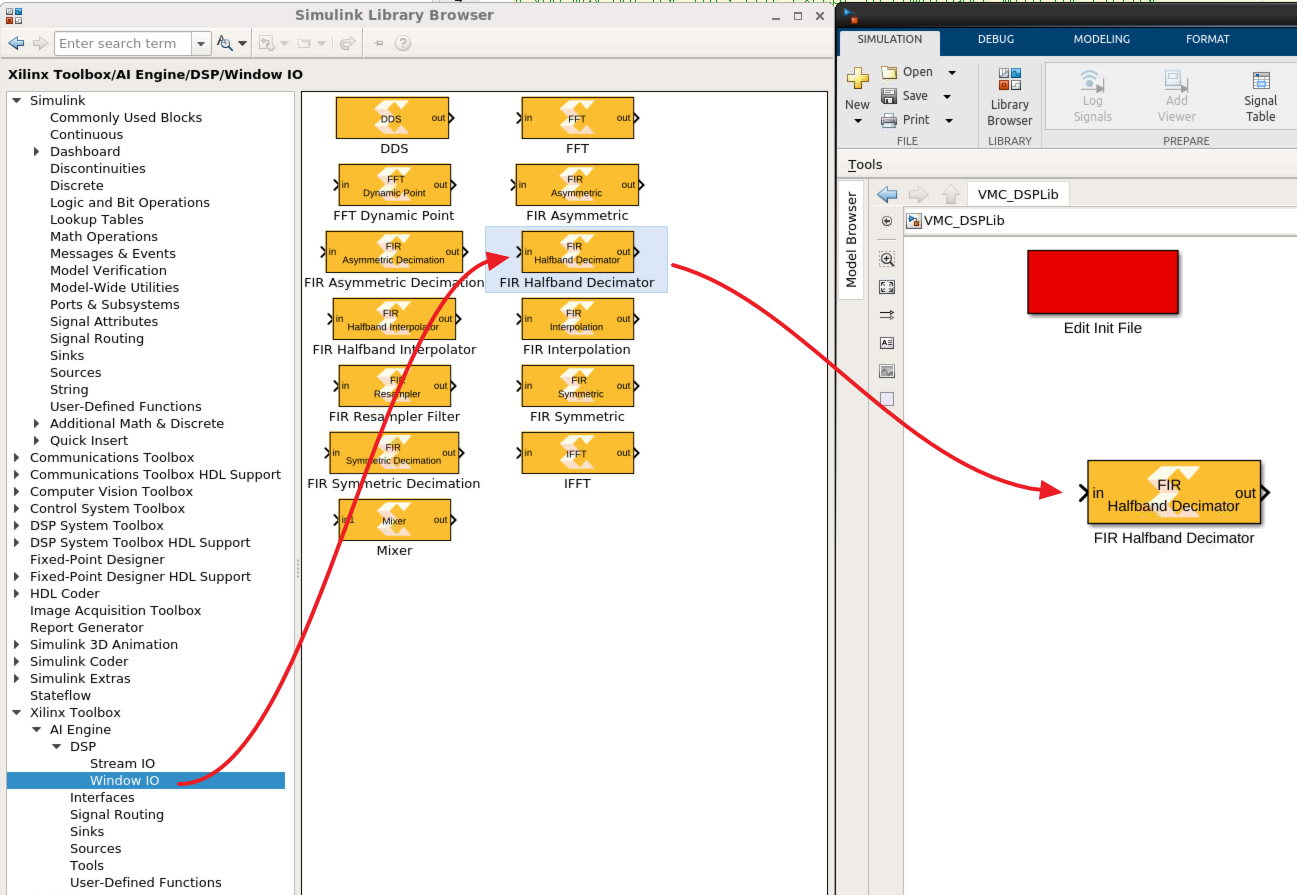 Simulink Library Browser
Enter search term
Xilinx Toolbox/AI Engine/DSP/Window IO
Simulink
Commonly Used Blocks
Continuous
Dashboard
Discontinuities
Discrete
Logic and Bit Operations
Lookup Tables
Math Operations
Messages & Events
Model Verification
Model-Wide Utilities
Ports & Subsystems
Signal Attributes
Signal Routing
Sinks
Sources
String
User-Defined Functions
Additional Math & Discrete
Quick Insert
Communications Toolbox
Communications Toolbox HDL Support
Computer Vision Toolbox
Control System Toolbox
DSP System Toolbox
DSP System Toolbox HDL Support
Fixed-Point Designer
Fixed-Point Designer HDL Support
HDL Coder
Image Acquisition Toolbox
Report Generator
Simulink 3D Animation
Simulink Coder
Simulink Extras
Stateflow
Xilinx Toolbox
AI Engine
DSP
Stream IO
Window IO
Interfaces
Signal Routing
Sinks
Sources
Tools
User-Defined Functions
DDS out
DDS
in FFT out
FFT
in FFT Dynamic Point out
FFT Dynamic Point
in FIR Asymmetric out
FIR Asymmetric
in FIR Asymmetric Decimation out
FIR Asymmetric Decimation
in FIR Halfband Decimator out
FIR Halfband Decimator
in FIR Halfband Interpolator out
FIR Halfband Interpolator
in FIR Interpolation out
FIR Interpolation
in FIR Resampler out
FIR Resampler Filter
in FIR Symmetric out
FIR Symmetric
in FIR Symmetric Decimation out
FIR Symmetric Decimation
in IFFT out
IFFT
in1 Mixer out
Mixer
SIMULATION DEBUG MODELING FORMAT
New
Open
Save
Print
FILE
Library
Browser
LIBRARY
Log
Signals
Add
Viewer
Signal
Table
PREPARE
Tools
Model Browser
VMC_DSPLib
VMC_DSPLib
Edit Init File
in FIR Halfband Decimator out
FIR Halfband Decimator